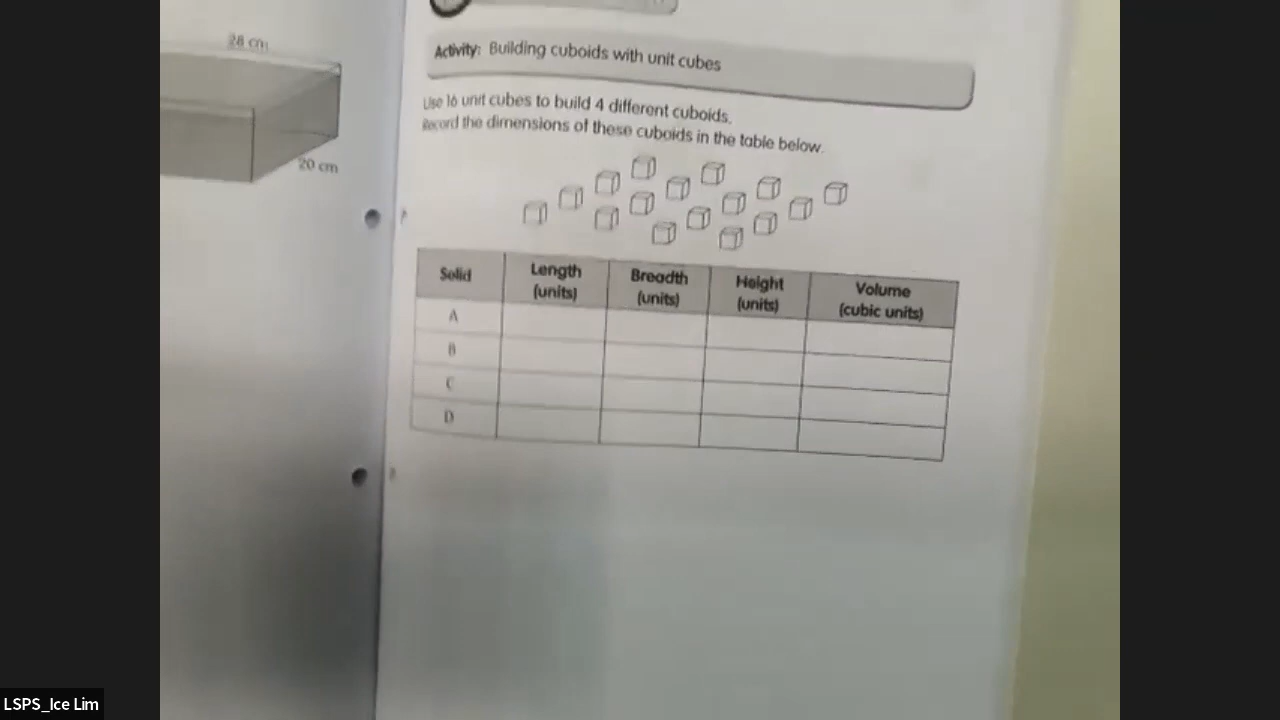 28 cm
20 cm
Activity: Building cuboids with unit cubes
Use 16 unit cubes to build 4 different cuboids.
Record the dimensions of these cuboids in the table below.
Solid Length (units) Breadth (units) Height (units) Volume (cubic units)
A
B
C
D
LSPS_Ice Lim